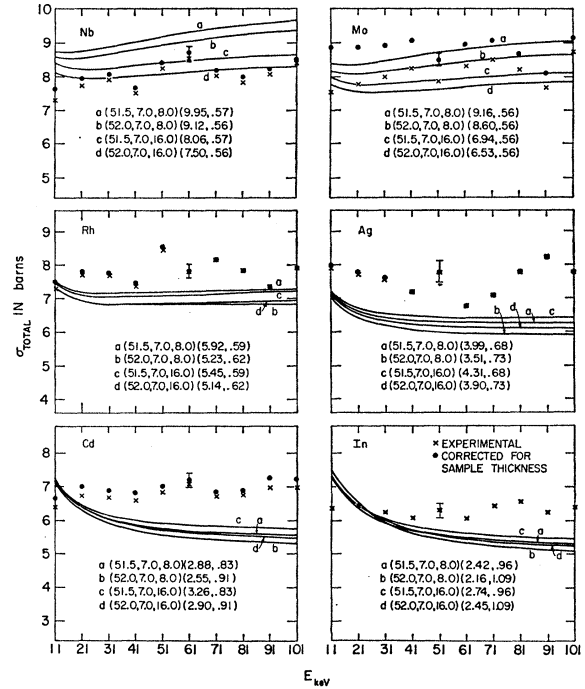 Nb
a
b
c
d
a (51.5, 7.0, 8.0)(9.95, .57)
b (52.0, 7.0, 8.0)(9.12, .56)
c (51.5, 7.0, 16.0)(8.06, .57)
d (52.0, 7.0, 16.0)(7.50, .56)
10
9
8
7
6
5
4
Mo
a
b
c
d
a (51.5, 7.0, 8.0)(9.16, .56)
b (52.0, 7.0, 8.0)(8.60, .56)
c (51.5, 7.0, 16.0)(6.94, .56)
d (52.0, 7.0, 16.0)(6.53, .56)
Rh
a
c
d b
a (51.5, 7.0, 8.0)(5.92, .59)
b (52.0, 7.0, 8.0)(5.23, .62)
c (51.5, 7.0, 16.0)(5.45, .59)
d (52.0, 7.0, 16.0)(5.14, .62)
9
8
7
6
5
4
σTOTAL IN barns
Ag
b d a c
a (51.5, 7.0, 8.0)(3.99, .68)
b (52.0, 7.0, 8.0)(3.51, .73)
c (51.5, 7.0, 16.0)(4.31, .68)
d (52.0, 7.0, 16.0)(3.90, .73)
Cd
c a
d b
a (51.5, 7.0, 8.0)(2.88, .83)
b (52.0, 7.0, 8.0)(2.55, .91)
c (51.5, 7.0, 16.0)(3.26, .83)
d (52.0, 7.0, 16.0)(2.90, .91)
8
7
6
5
4
3
11 21 31 41 51 61 71 81 91 101
In
× EXPERIMENTAL
● CORRECTED FOR
SAMPLE THICKNESS
c a
b d
a (51.5, 7.0, 8.0)(2.42, .96)
b (52.0, 7.0, 8.0)(2.16, 1.09)
c (51.5, 7.0, 16.0)(2.74, .96)
d (52.0, 7.0, 16.0)(2.45, 1.09)
11 21 31 41 51 61 71 81 91 101
EkeV